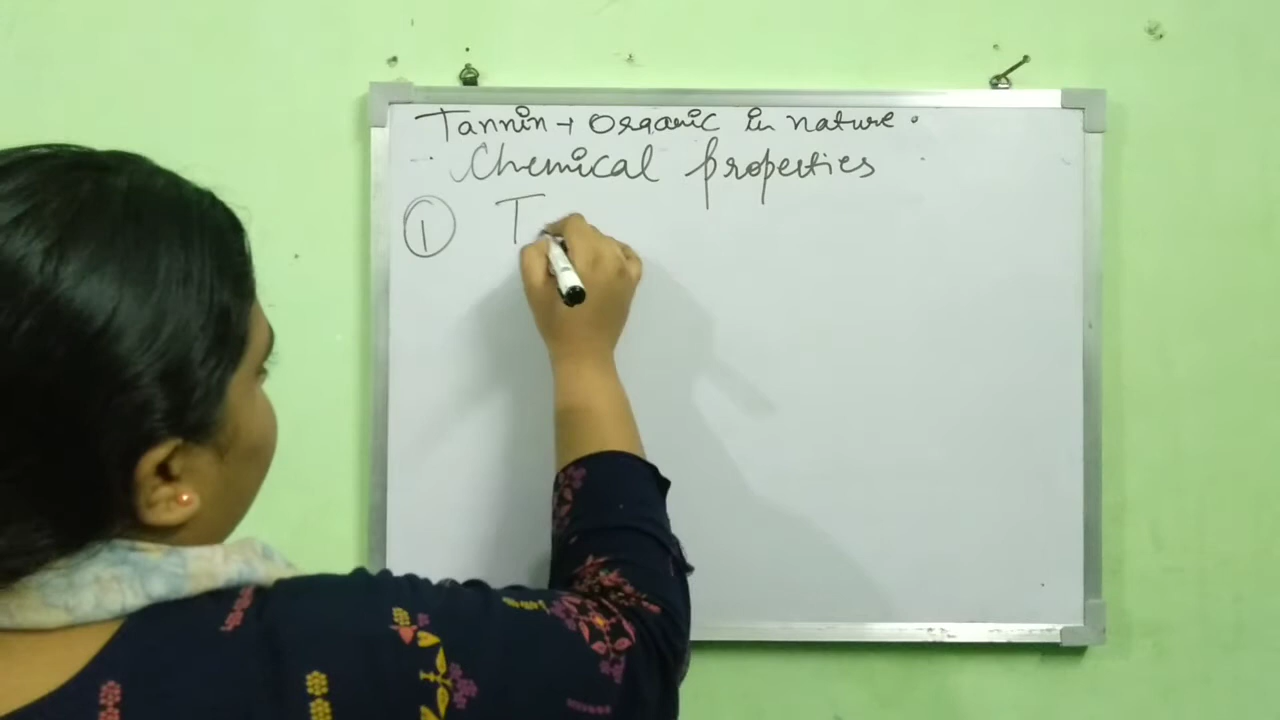 Tannin → Organic in nature.
Chemical properties
① T